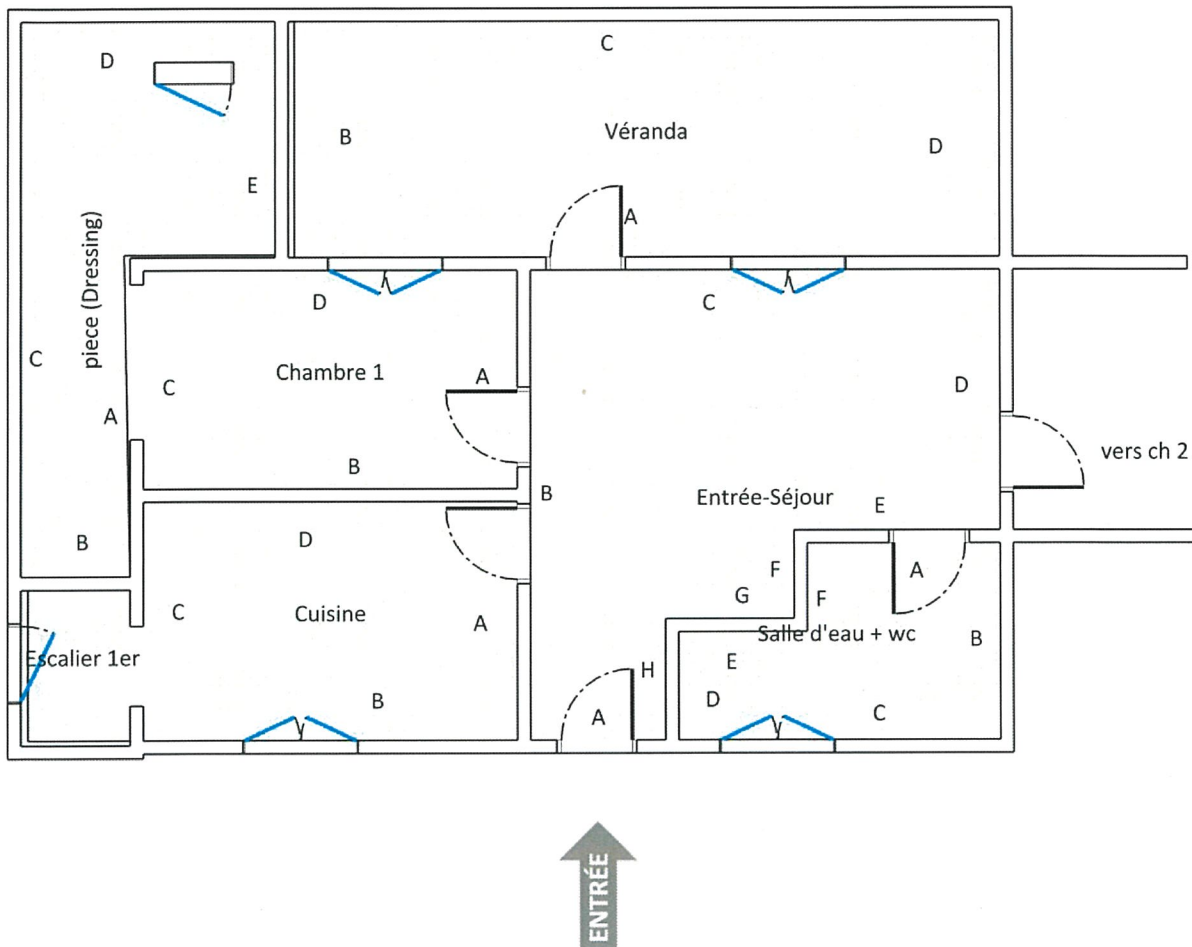 C
D
B
Véranda
D
E
A
piece (Dressing)
D
C
C
Chambre 1
A
D
C
A
vers ch 2
B
B
Entrée-Séjour
E
D
B
A
F
C
Cuisine
A
G
F
Salle d'eau + wc
B
Escalier 1er
E
H
B
D
C
A
ENTRÉE